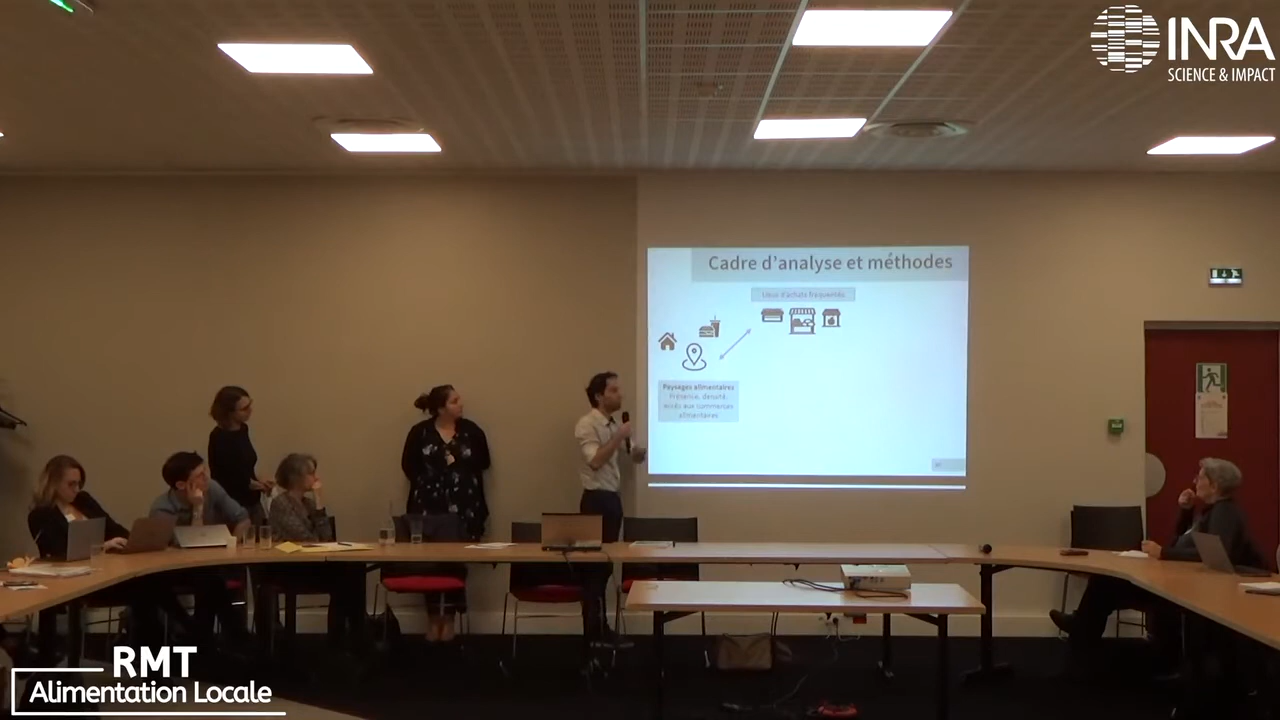 INRA
SCIENCE & IMPACT
Cadre d'analyse et méthodes
Lieux d'achats fréquentés
Paysages alimentaires
Présence, densité,
accès aux commerces
alimentaires
RMT
Alimentation Locale